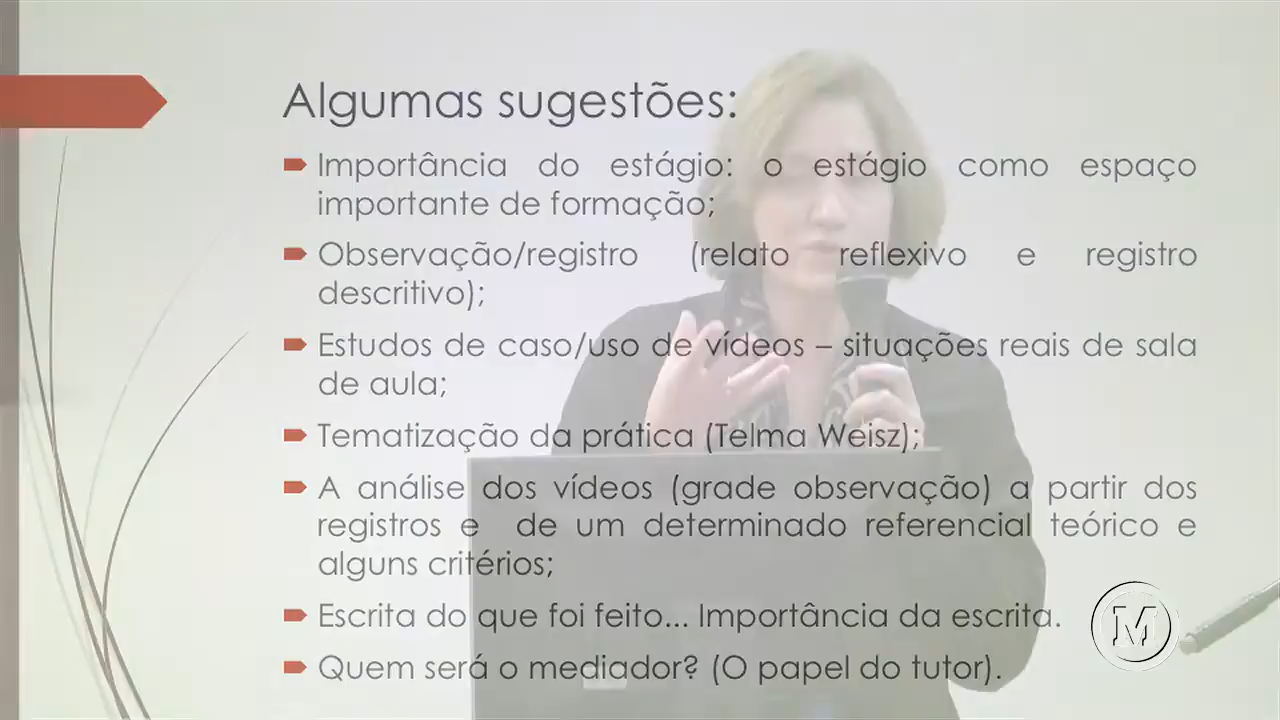 Algumas sugestões:
Importância do estágio: o estágio como espaço
importante de formação;
Observação/registro (relato reflexivo e registro
descritivo);
Estudos de caso/uso de vídeos – situações reais de sala
de aula;
Tematização da prática (Telma Weisz);
A análise dos vídeos (grade observação) a partir dos
registros e de um determinado referencial teórico e
alguns critérios;
Escrita do que foi feito... Importância da escrita.
Quem será o mediador? (O papel do tutor).
M